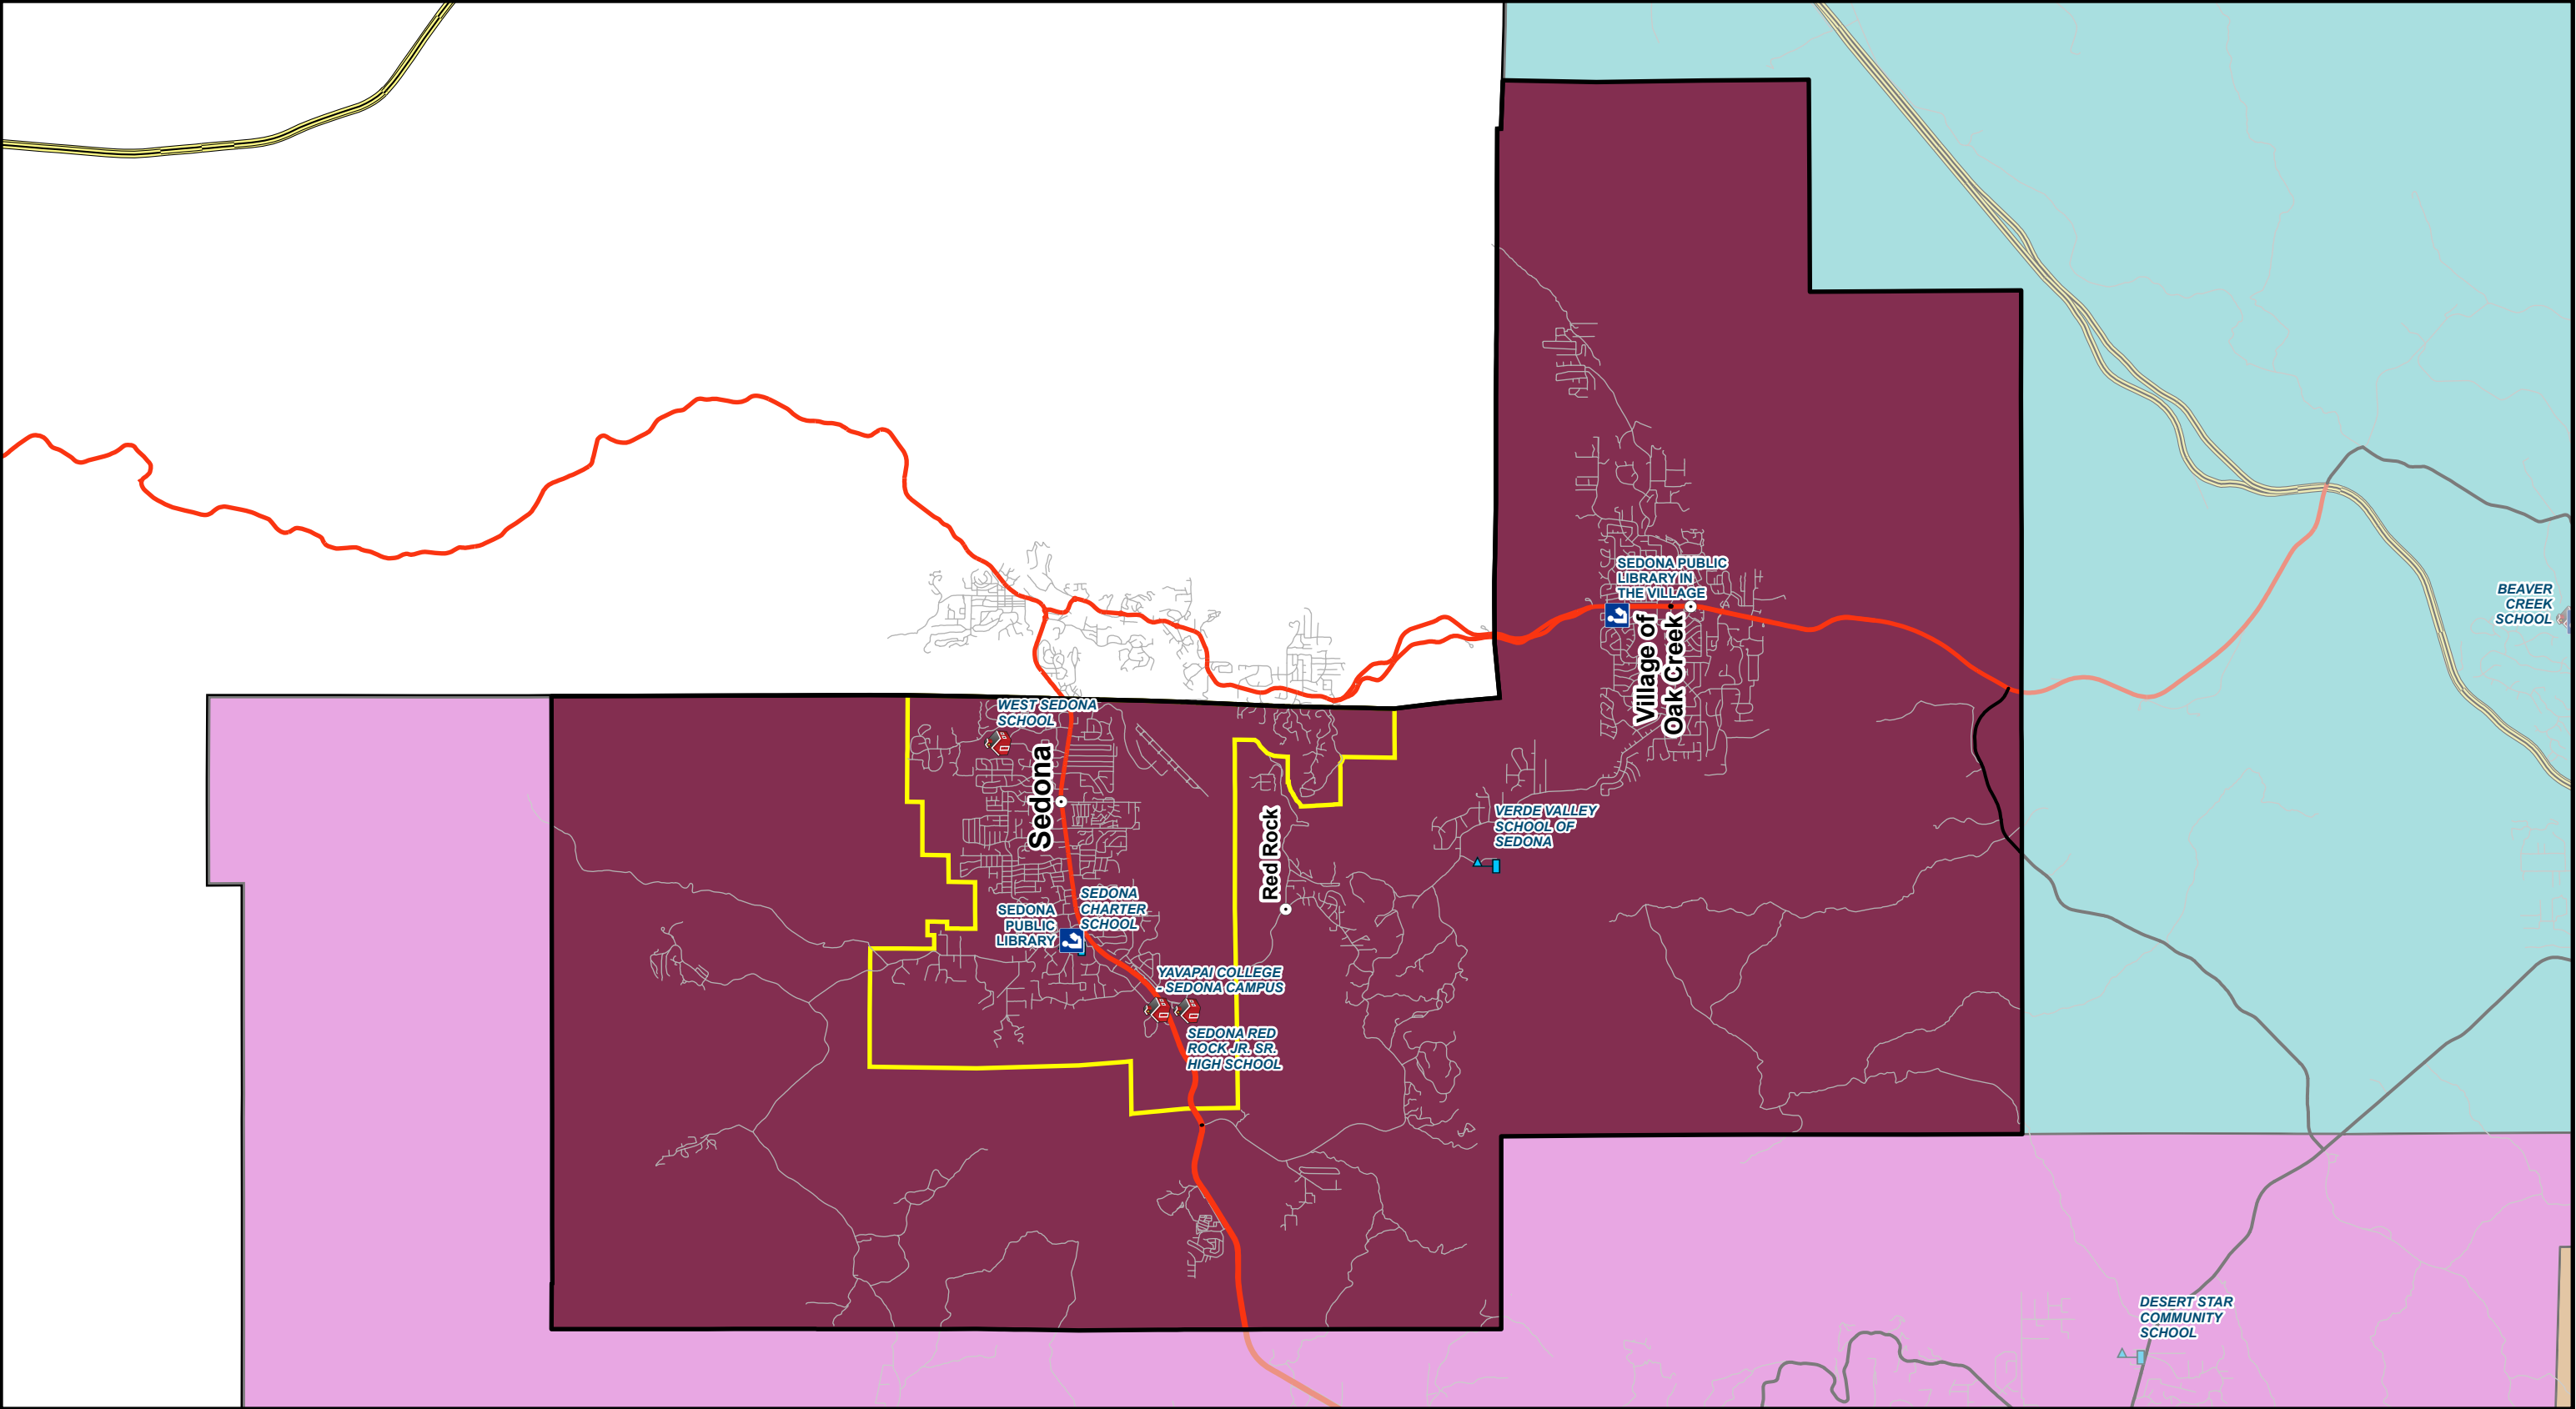 SEDONA PUBLIC
LIBRARY IN
THE VILLAGE
BEAVER
CREEK
SCHOOL
Village of
Oak Creek
WEST SEDONA
SCHOOL
Sedona
VERDE VALLEY
SCHOOL OF
SEDONA
Red Rock
SEDONA
CHARTER
SCHOOL
SEDONA
PUBLIC
LIBRARY
YAVAPAI COLLEGE
- SEDONA CAMPUS
SEDONA RED
ROCK JR. SR.
HIGH SCHOOL
DESERT STAR
COMMUNITY
SCHOOL